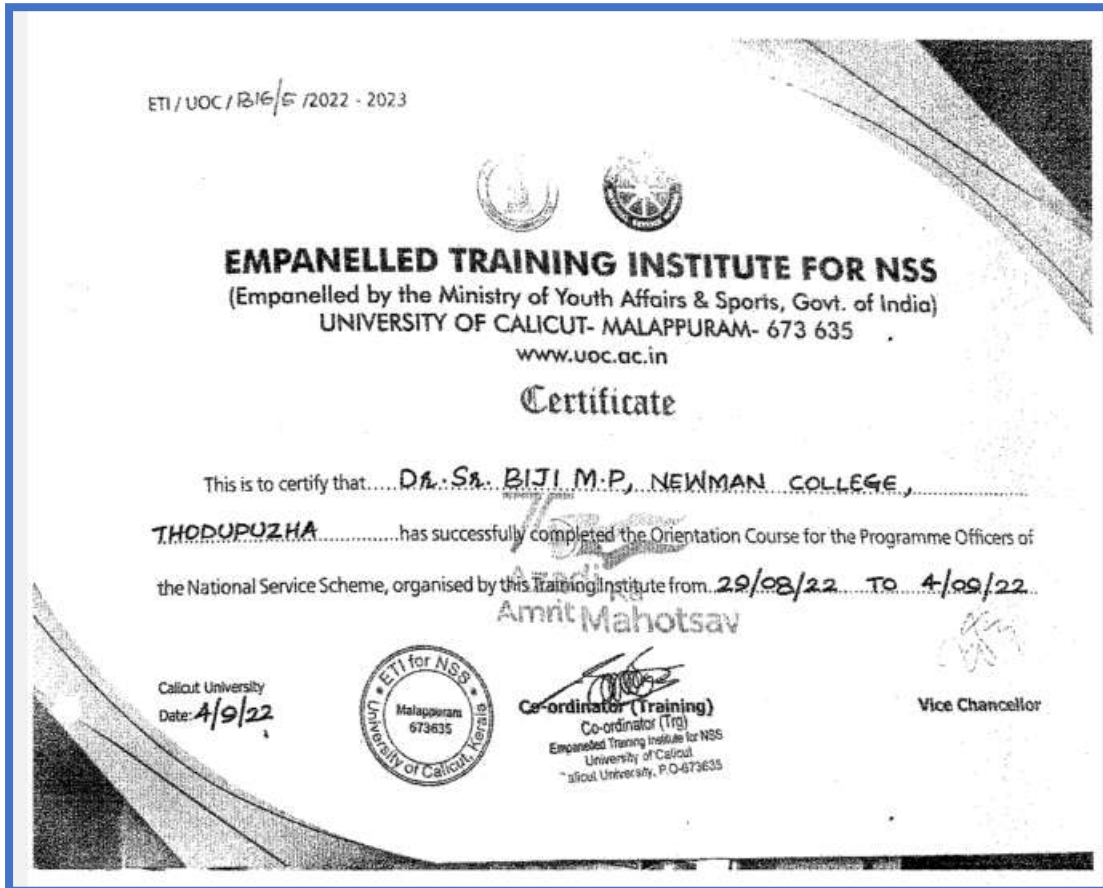 ETI / UOC / B16/5 /2022 - 2023
EMPANELLED TRAINING INSTITUTE FOR NSS
(Empanelled by the Ministry of Youth Affairs & Sports, Govt. of India)
UNIVERSITY OF CALICUT- MALAPPURAM- 673 635
www.uoc.ac.in
Certificate
This is to certify that.....DR. SR. BIJI M.P, NEWMAN COLLEGE,
THODUPUZHA.................has successfully completed the Orientation Course for the Programme Officers of
the National Service Scheme, organised by this Training Institute from 29/08/22 TO 4/09/22
Azadi Ka
Amrit Mahotsav
Calicut University
Date: 4/9/22
ETI for NSS
Malappuram
673635
University of Calicut, Kerala
Co-ordinator (Training)
Co-ordinator (Trg)
Empanelled Training Institute for NSS
University of Calicut
Calicut University, P.O-673635
Vice Chancellor